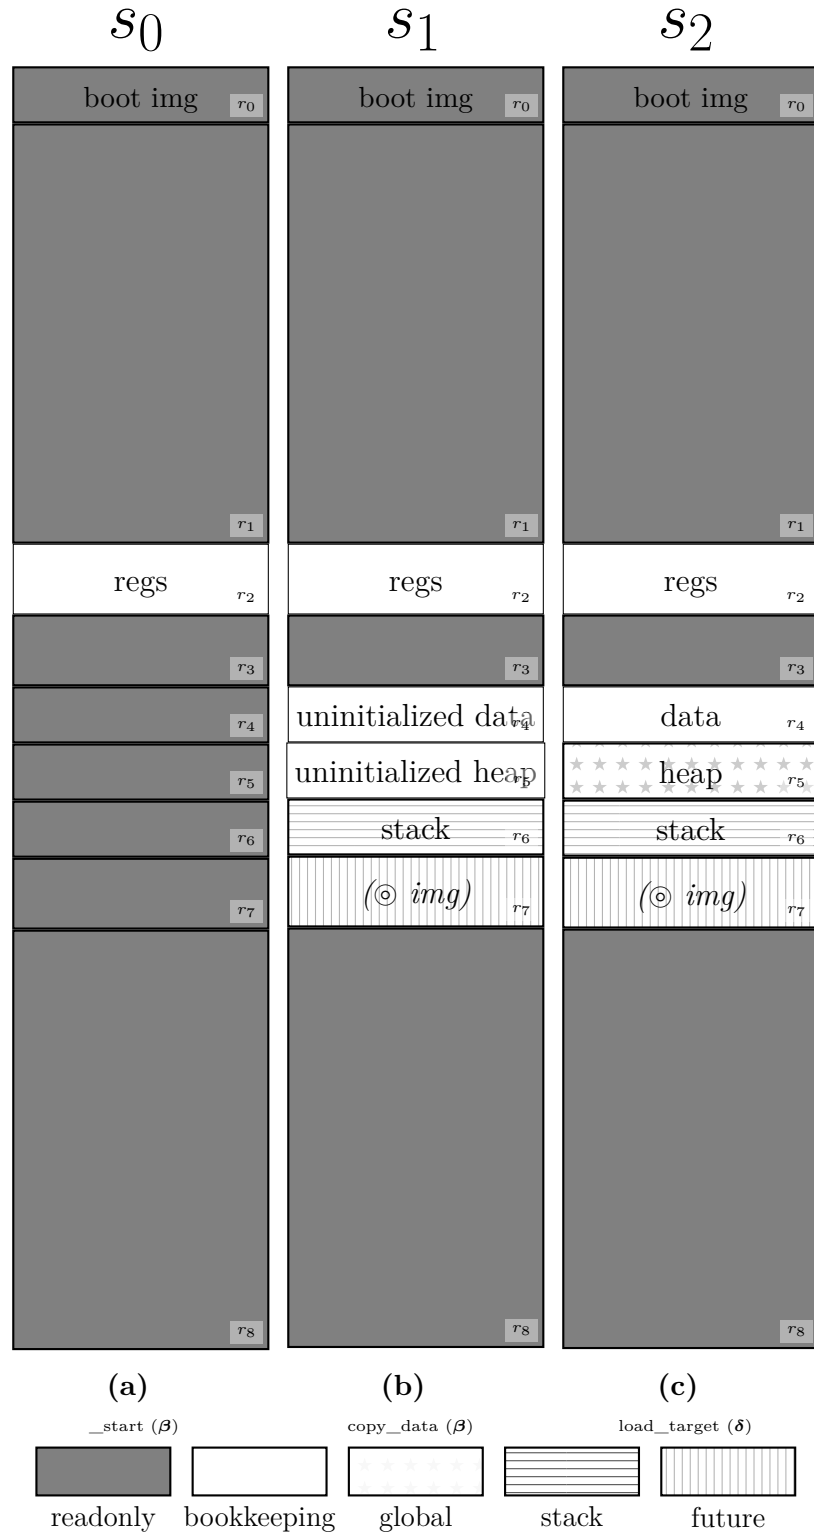 s0 s1 s2
boot img r0 boot img r0 boot img r0
r1 r1 r1
regs r2 regs r2 regs r2
r3 r3 r3
r4 uninitialized data r4 data r4
r5 uninitialized heap r5 heap r5
r6 stack r6 stack r6
r7 (⊚ img) r7 (⊚ img) r7
r8 r8 r8
(a) (b) (c)
_start (β) copy_data (β) load_target (δ)
readonly bookkeeping global stack future